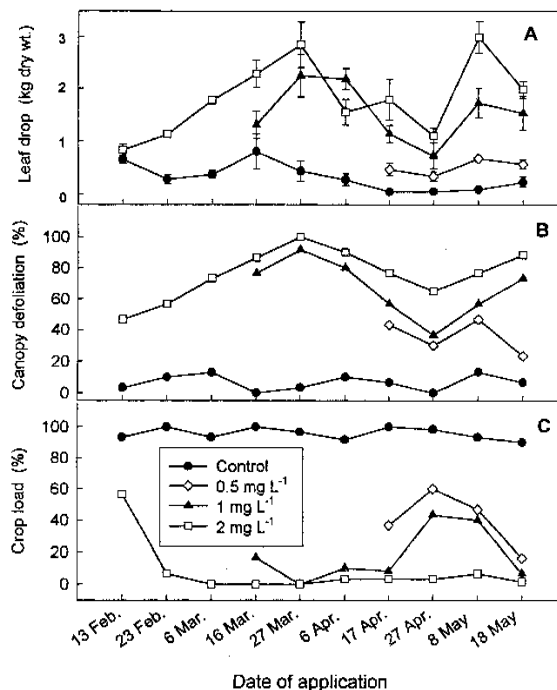 A
Leaf drop (kg dry wt.)
3
2
1
0
B
Canopy defoliation (%)
100
80
60
40
20
0
C
Crop load (%)
100
80
60
40
20
0
Control
0.5 mg L⁻¹
1 mg L⁻¹
2 mg L⁻¹
13 Feb.
23 Feb.
6 Mar.
16 Mar.
27 Mar.
6 Apr.
17 Apr.
27 Apr.
8 May
18 May
Date of application